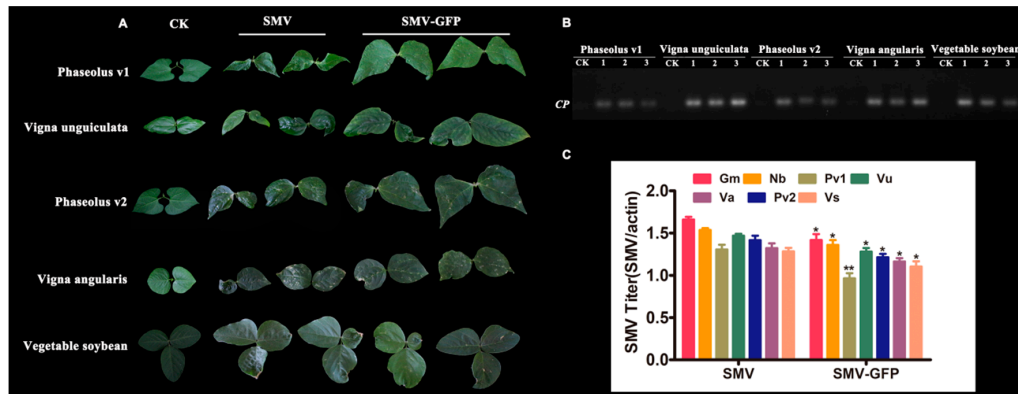 A
CK
SMV
SMV-GFP
Phaseolus v1
Vigna unguiculata
Phaseolus v2
Vigna angularis
Vegetable soybean
B
Phaseolus v1 Vigna unguiculata Phaseolus v2 Vigna angularis Vegetable soybean
CK 1 2 3 CK 1 2 3 CK 1 2 3 CK 1 2 3 CK 1 2 3
CP
C
Gm Nb Pv1 Vu
Va Pv2 Vs
SMV Titer(SMV/actin)
2.0
1.5
1.0
0.5
0.0
* * ** * * * *
SMV SMV-GFP